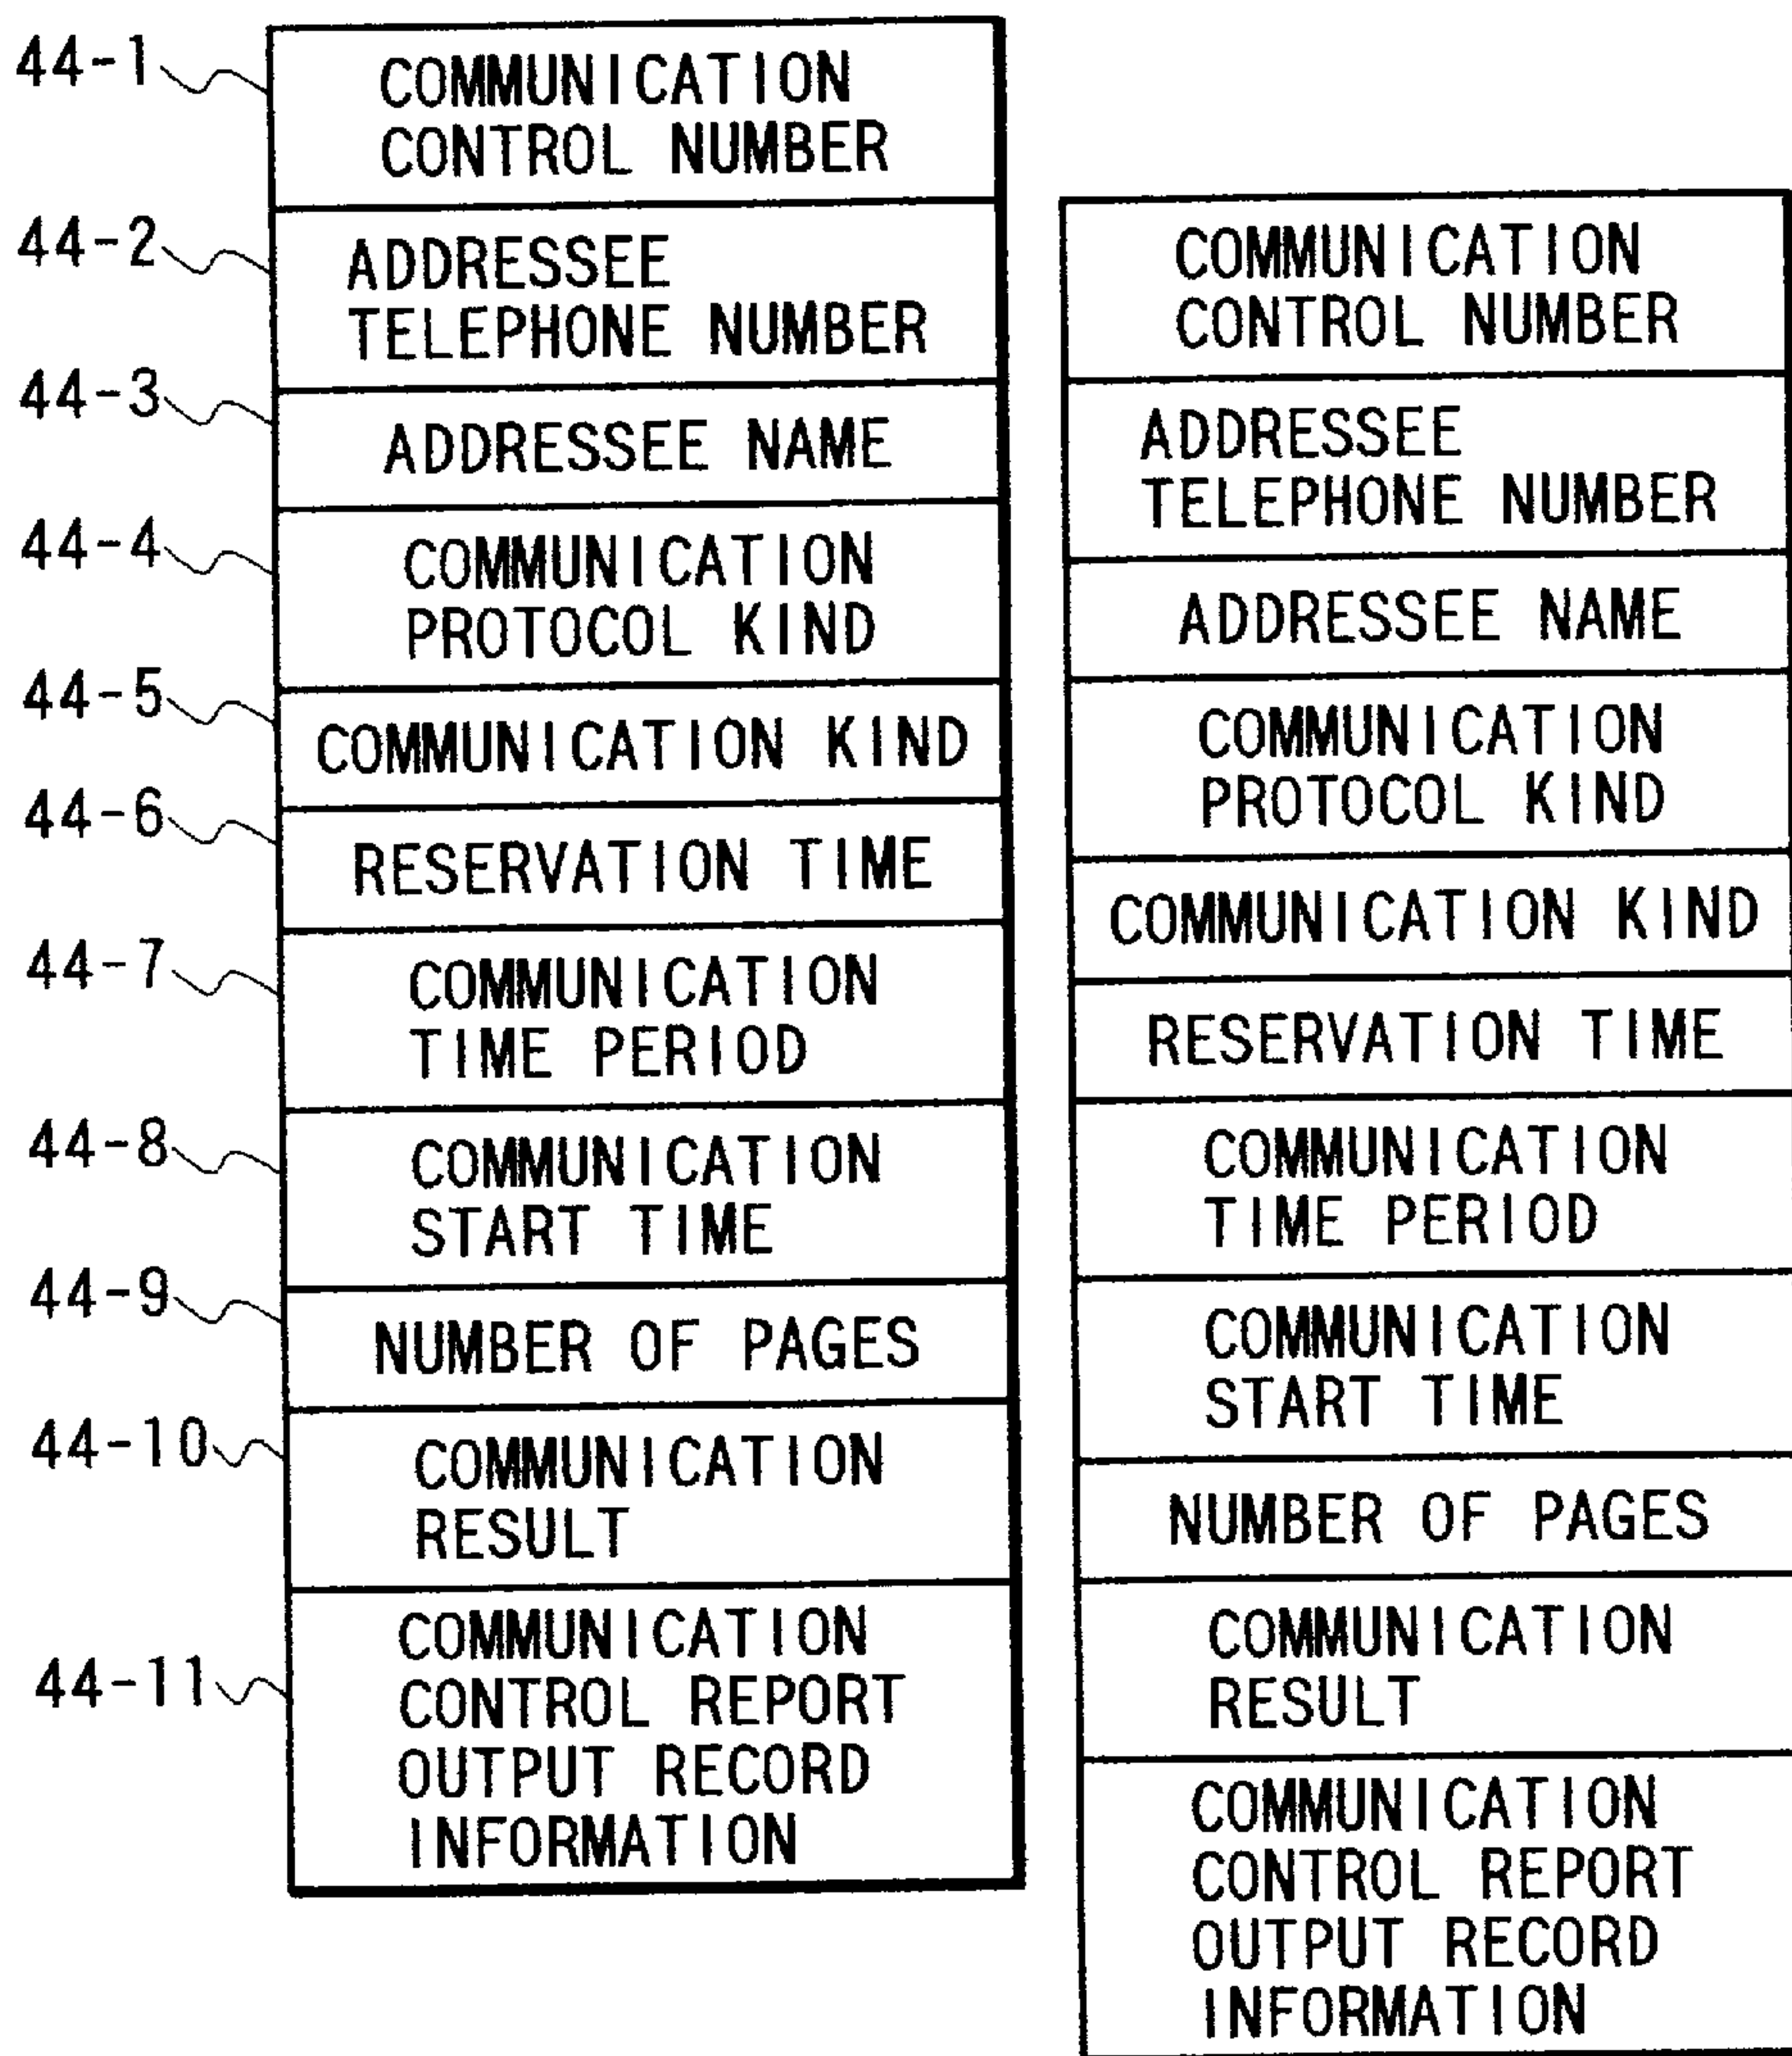 44-1
COMMUNICATION
CONTROL NUMBER
44-2
ADDRESSEE
TELEPHONE NUMBER
44-3
ADDRESSEE NAME
44-4
COMMUNICATION
PROTOCOL KIND
44-5
COMMUNICATION KIND
44-6
RESERVATION TIME
44-7
COMMUNICATION
TIME PERIOD
44-8
COMMUNICATION
START TIME
44-9
NUMBER OF PAGES
44-10
COMMUNICATION
RESULT
44-11
COMMUNICATION
CONTROL REPORT
OUTPUT RECORD
INFORMATION
COMMUNICATION
CONTROL NUMBER
ADDRESSEE
TELEPHONE NUMBER
ADDRESSEE NAME
COMMUNICATION
PROTOCOL KIND
COMMUNICATION KIND
RESERVATION TIME
COMMUNICATION
TIME PERIOD
COMMUNICATION
START TIME
NUMBER OF PAGES
COMMUNICATION
RESULT
COMMUNICATION
CONTROL REPORT
OUTPUT RECORD
INFORMATION